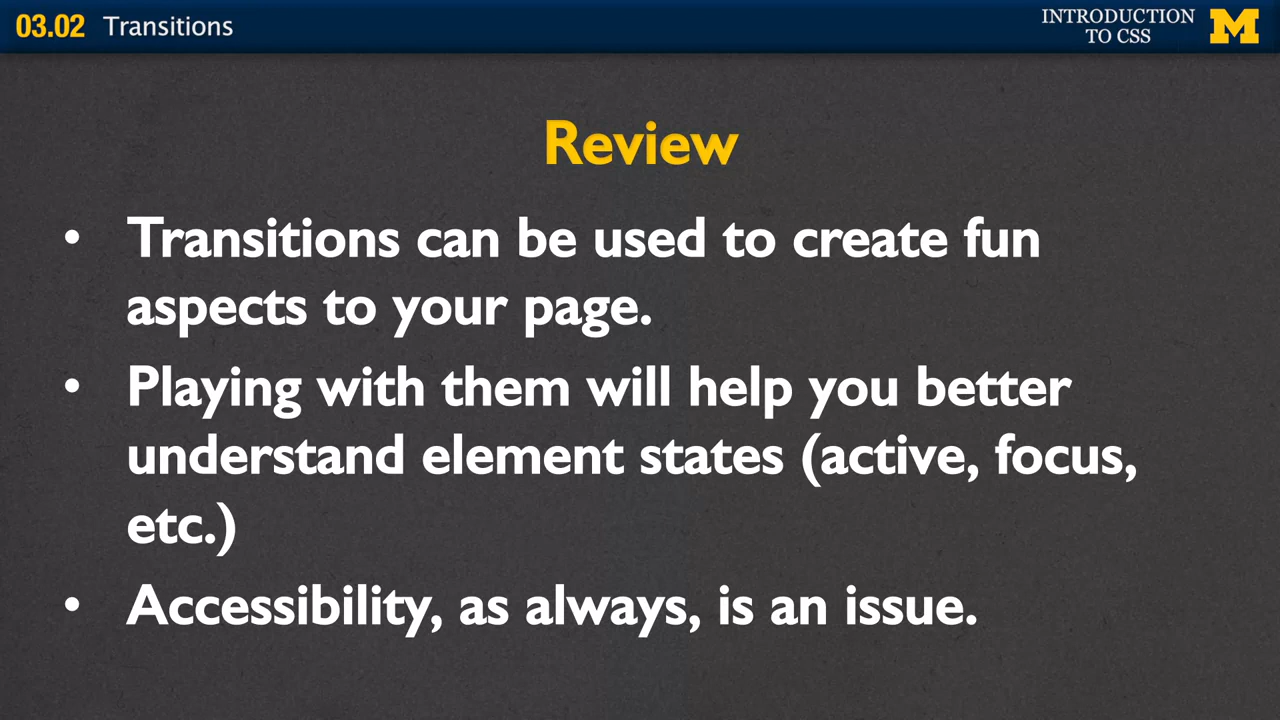 03.02 Transitions
INTRODUCTION
TO CSS
M
Review
• Transitions can be used to create fun
aspects to your page.
• Playing with them will help you better
understand element states (active, focus,
etc.)
• Accessibility, as always, is an issue.